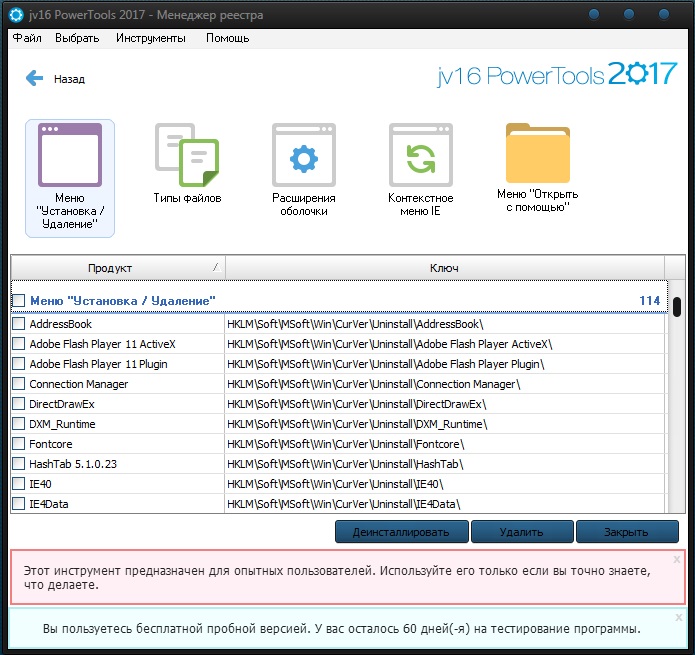 jv16 PowerTools 2017 - Менеджер реестра
Файл Выбрать Инструменты Помощь
Назад
jv16 PowerTools 2017
Меню "Установка / Удаление"
Типы файлов
Расширения оболочки
Контекстное меню IE
Меню "Открыть с помощью"
Продукт Ключ
Меню "Установка / Удаление" 114
AddressBook HKLM\Soft\MSoft\Win\CurVer\Uninstall\AddressBook\
Adobe Flash Player 11 ActiveX HKLM\Soft\MSoft\Win\CurVer\Uninstall\Adobe Flash Player ActiveX\
Adobe Flash Player 11 Plugin HKLM\Soft\MSoft\Win\CurVer\Uninstall\Adobe Flash Player Plugin\
Connection Manager HKLM\Soft\MSoft\Win\CurVer\Uninstall\Connection Manager\
DirectDrawEx HKLM\Soft\MSoft\Win\CurVer\Uninstall\DirectDrawEx\
DXM_Runtime HKLM\Soft\MSoft\Win\CurVer\Uninstall\DXM_Runtime\
Fontcore HKLM\Soft\MSoft\Win\CurVer\Uninstall\Fontcore\
HashTab 5.1.0.23 HKLM\Soft\MSoft\Win\CurVer\Uninstall\HashTab\
IE40 HKLM\Soft\MSoft\Win\CurVer\Uninstall\IE40\
IE4Data HKLM\Soft\MSoft\Win\CurVer\Uninstall\IE4Data\
Деинсталлировать Удалить Закрыть
Этот инструмент предназначен для опытных пользователей. Используйте его только если вы точно знаете,
что делаете.
Вы пользуетесь бесплатной пробной версией. У вас осталось 60 дней(-я) на тестирование программы.